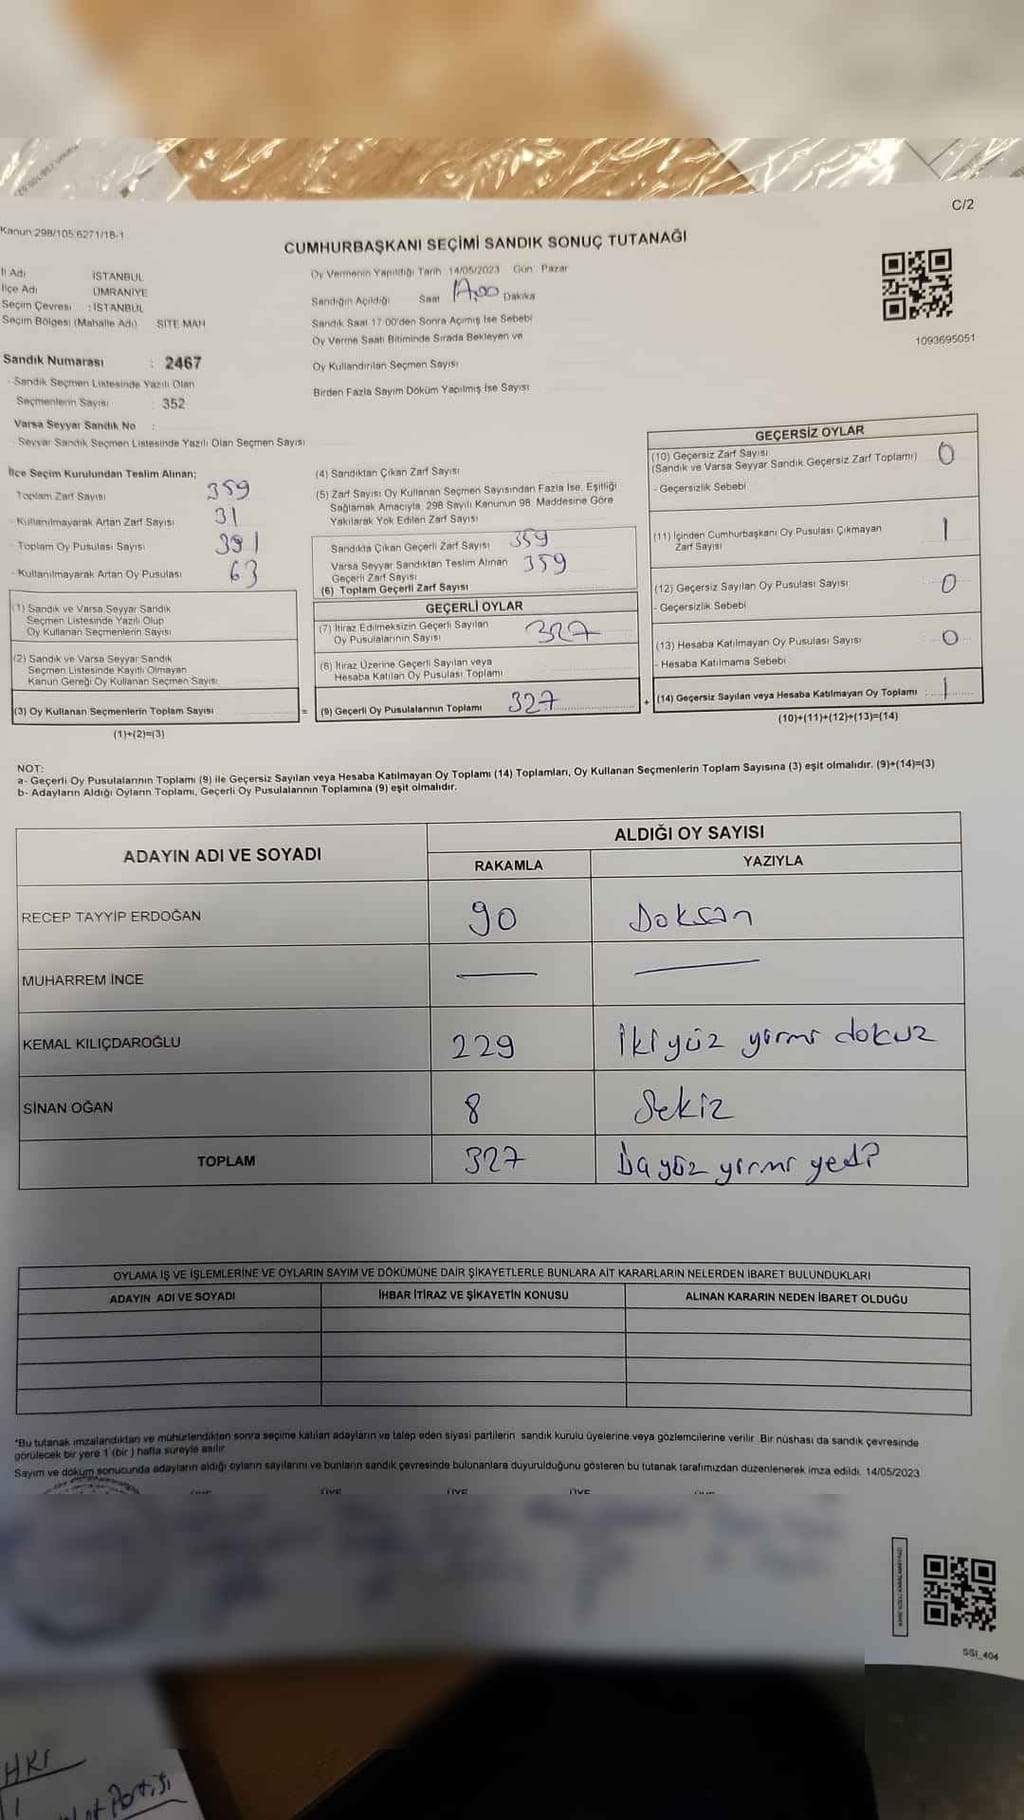 C/2
Kanun:298/105;6271/18-1
CUMHURBAŞKANI SEÇİMİ SANDIK SONUÇ TUTANAĞI
İl Adı İSTANBUL
İlçe Adı ÜMRANİYE
Seçim Çevresi : İSTANBUL
Seçim Bölgesi (Mahalle Adı) SİTE MAH
Sandık Numarası : 2467
- Sandık Seçmen Listesinde Yazılı Olan
Seçmenlerin Sayısı : 352
Varsa Seyyar Sandık No :
Seyyar Sandık Seçmen Listesinde Yazılı Olan Seçmen Sayısı
Oy Vermenin Yapıldığı Tarih :14/05/2023 Gün : Pazar
Sandığın Açıldığı Saat 17.00 Dakika
Sandık Saat 17:00'den Sonra Açımış İse Sebebi
Oy Verme Saati Bitiminde Sırada Bekleyen ve
Oy Kullandırılan Seçmen Sayısı
Birden Fazla Sayım Döküm Yapılmış İse Sayısı
1093695051
İlçe Seçim Kurulundan Teslim Alınan;
Toplam Zarf Sayısı 359
- Kullanılmayarak Artan Zarf Sayısı 31
- Toplam Oy Pusulası Sayısı 391
- Kullanılmayarak Artan Oy Pusulası 63
(1) Sandık ve Varsa Seyyar Sandık
Seçmen Listesinde Yazılı Olup
Oy Kullanan Seçmenlerin Sayısı
(2) Sandık ve Varsa Seyyar Sandık
Seçmen Listesinde Kayıtlı Olmayan
Kanun Gereği Oy Kullanan Seçmen Sayısı
(3) Oy Kullanan Seçmenlerin Toplam Sayısı
(1)+(2)=(3)
(4) Sandıktan Çıkan Zarf Sayısı
(5) Zarf Sayısı Oy Kullanan Seçmen Sayısından Fazla İse, Eşitliği
Sağlamak Amacıyla, 298 Sayılı Kanunun 98. Maddesine Göre
Yakılarak Yok Edilen Zarf Sayısı
Sandıkta Çıkan Geçerli Zarf Sayısı 359
Varsa Seyyar Sandıktan Teslim Alınan 359
Geçerli Zarf Sayısı
(6) Toplam Geçerli Zarf Sayısı
GEÇERLİ OYLAR
(7) İtiraz Edilmeksizin Geçerli Sayılan
Oy Pusulalarının Sayısı 327
(8) İtiraz Üzerine Geçerli Sayılan veya
Hesaba Katılan Oy Pusulası Toplamı
= (9) Geçerli Oy Pusulalarının Toplamı 327
GEÇERSİZ OYLAR
(10) Geçersiz Zarf Sayısı 0
(Sandık ve Varsa Seyyar Sandık Geçersiz Zarf Toplamı)
- Geçersizlik Sebebi
(11) İçinden Cumhurbaşkanı Oy Pusulası Çıkmayan 1
Zarf Sayısı
(12) Geçersiz Sayılan Oy Pusulası Sayısı 0
- Geçersizlik Sebebi
(13) Hesaba Katılmayan Oy Pusulası Sayısı 0
- Hesaba Katılmama Sebebi
+ (14) Geçersiz Sayılan veya Hesaba Katılmayan Oy Toplamı : 1
(10)+(11)+(12)+(13)=(14)
NOT:
a- Geçerli Oy Pusulalarının Toplamı (9) ile Geçersiz Sayılan veya Hesaba Katılmayan Oy Toplamı (14) Toplamları, Oy Kullanan Seçmenlerin Toplam Sayısına (3) eşit olmalıdır. (9)+(14)=(3)
b- Adayların Aldığı Oyların Toplamı, Geçerli Oy Pusulalarının Toplamına (9) eşit olmalıdır.
ADAYIN ADI VE SOYADI ALDIĞI OY SAYISI
RAKAMLA YAZIYLA
RECEP TAYYİP ERDOĞAN 90 Doksan
MUHARREM İNCE — —
KEMAL KILIÇDAROĞLU 229 İkiyüz yirmi dokuz
SİNAN OĞAN 8 Sekiz
TOPLAM 327 yirmi yedi
OYLAMA İŞ VE İŞLEMLERİNE VE OYLARIN SAYIM VE DÖKÜMÜNE DAİR ŞİKAYETLERLE BUNLARA AİT KARARLARIN NELERDEN İBARET BULUNDUKLARI
ADAYIN ADI VE SOYADI İHBAR İTİRAZ VE ŞİKAYETİN KONUSU ALINAN KARARIN NEDEN İBARET OLDUĞU
*Bu tutanak imzalandıktan ve mühürlendikten sonra seçime katılan adayların ve talep eden siyasi partilerin sandık kurulu üyelerine veya gözlemcilerine verilir. Bir nüshası da sandık çevresinde
görülecek bir yere 1 (bir) hafta süreyle asılır.
Sayım ve döküm sonucunda adayların aldığı oyların sayılarını ve bunların sandık çevresinde bulunanlara duyurulduğunu gösteren bu tutanak tarafımızdan düzenlenerek imza edildi. 14/05/2023
ÜYE ÜYE ÜYE ÜYE ÜYE
SSI_404
Partisi